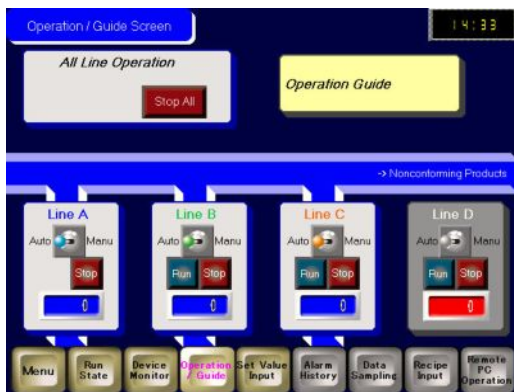 Operation / Guide Screen
14:33
All Line Operation
Stop All
Operation Guide
-> Nonconforming Products
Line A
Line B
Line C
Line D
Auto Manu
Auto Manu
Auto Manu
Auto Manu
Stop
Run Stop
Run Stop
Run Stop
0
0
0
0
Menu
Run State
Device Monitor
Operation / Guide
Set Value Input
Alarm History
Data Sampling
Recipe Input
Remote PC Operation